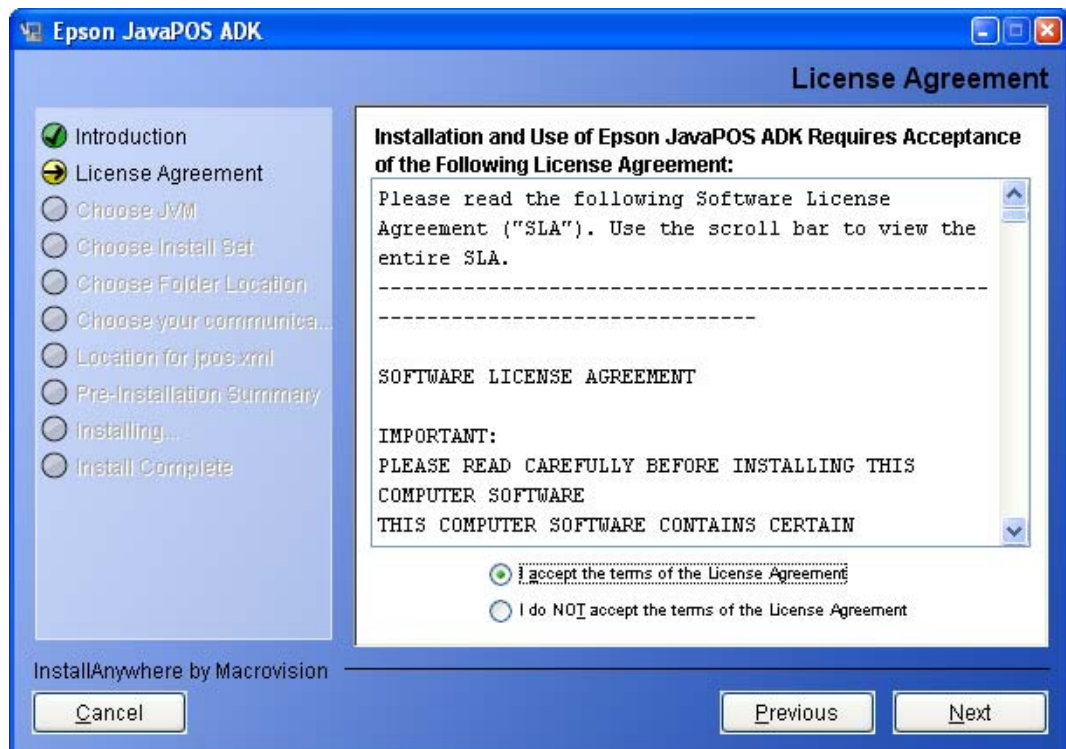 Epson JavaPOS ADK
License Agreement
Introduction
License Agreement
Choose JVM
Choose Install Set
Choose Folder Location
Choose your communica...
Location for jpos.xml
Pre-Installation Summary
Installing...
Install Complete
Installation and Use of Epson JavaPOS ADK Requires Acceptance
of the Following License Agreement:
Please read the following Software License
Agreement ("SLA"). Use the scroll bar to view the
entire SLA.
--------------------------------------------------
-------------------------------
SOFTWARE LICENSE AGREEMENT
IMPORTANT:
PLEASE READ CAREFULLY BEFORE INSTALLING THIS
COMPUTER SOFTWARE
THIS COMPUTER SOFTWARE CONTAINS CERTAIN
I accept the terms of the License Agreement
I do NOT accept the terms of the License Agreement
InstallAnywhere by Macrovision
Cancel
Previous
Next